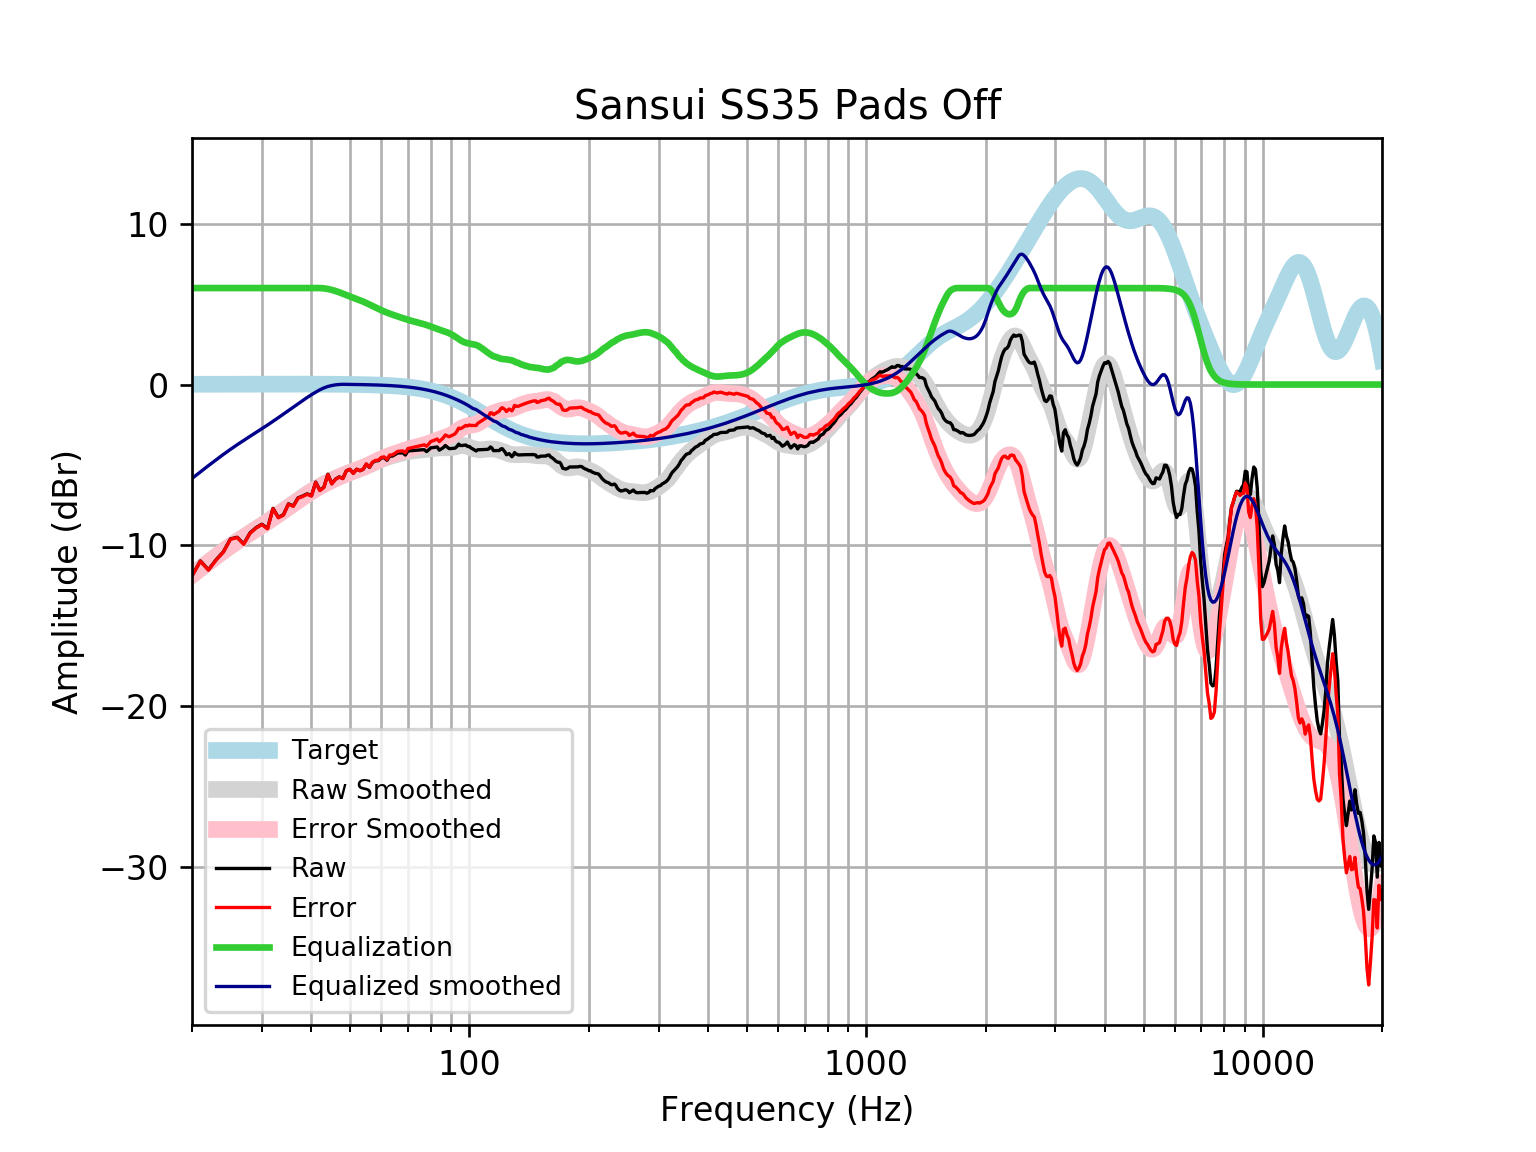 Sansui SS35 Pads Off
Amplitude (dBr)
10
0
−10
−20
−30
Target
Raw Smoothed
Error Smoothed
Raw
Error
Equalization
Equalized smoothed
100 1000 10000
Frequency (Hz)